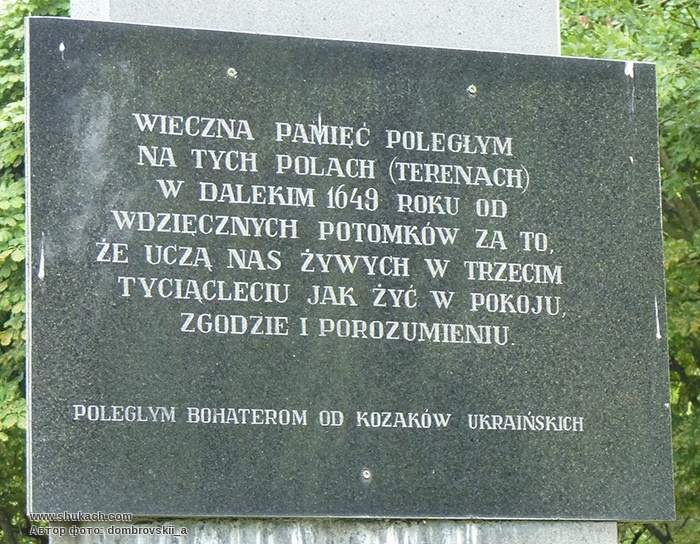 WIECZNA PAMIĘĆ POLEGŁYM
NA TYCH POLACH (TERENACH)
W DALEKIM 1649 ROKU OD
WDZIĘCZNYCH POTOMKÓW ZA TO,
ŻE UCZĄ NAS ŻYWYCH W TRZECIM
TYCIĄCLECIU JAK ŻYĆ W POKOJU,
ZGODZIE I POROZUMIENIU.
POLEGLYM BOHATEROM OD KOZAKÓW UKRAIŃSKICH
www.shukach.com
Автор фото: dombrovskii_a